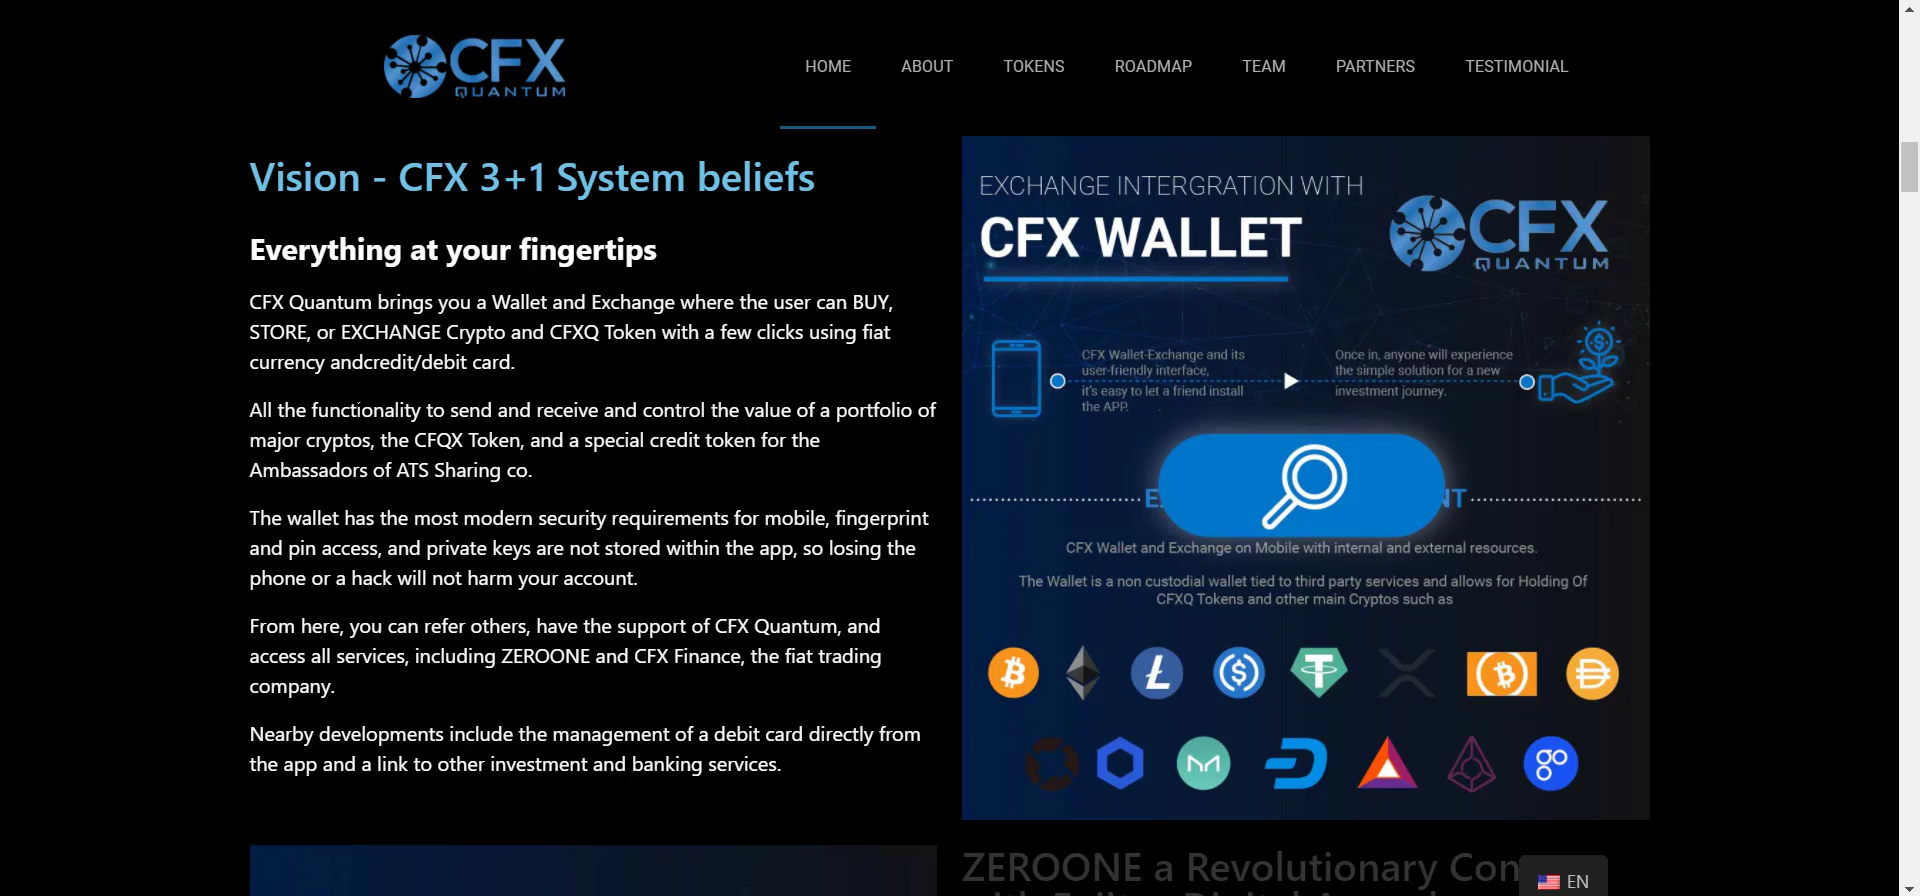 CFX
QUANTUM
HOME
ABOUT
TOKENS
ROADMAP
TEAM
PARTNERS
TESTIMONIAL
Vision - CFX 3+1 System beliefs
Everything at your fingertips
CFX Quantum brings you a Wallet and Exchange where the user can BUY,
STORE, or EXCHANGE Crypto and CFXQ Token with a few clicks using fiat
currency andcredit/debit card.
All the functionality to send and receive and control the value of a portfolio of
major cryptos, the CFQX Token, and a special credit token for the
Ambassadors of ATS Sharing co.
The wallet has the most modern security requirements for mobile, fingerprint
and pin access, and private keys are not stored within the app, so losing the
phone or a hack will not harm your account.
From here, you can refer others, have the support of CFX Quantum, and
access all services, including ZEROONE and CFX Finance, the fiat trading
company.
Nearby developments include the management of a debit card directly from
the app and a link to other investment and banking services.
EXCHANGE INTERGRATION WITH
CFX WALLET
CFX
QUANTUM
CFX Wallet-Exchange and its
user-friendly interface,
it's easy to let a friend install
the APP.
Once in, anyone will experience
the simple solution for a new
investment journey.
CFX Wallet and Exchange on Mobile with internal and external resources.
The Wallet is a non custodial wallet tied to third party services and allows for Holding Of
CFXQ Tokens and other main Cryptos such as
go
ZEROONE a Revolutionary Con
EN